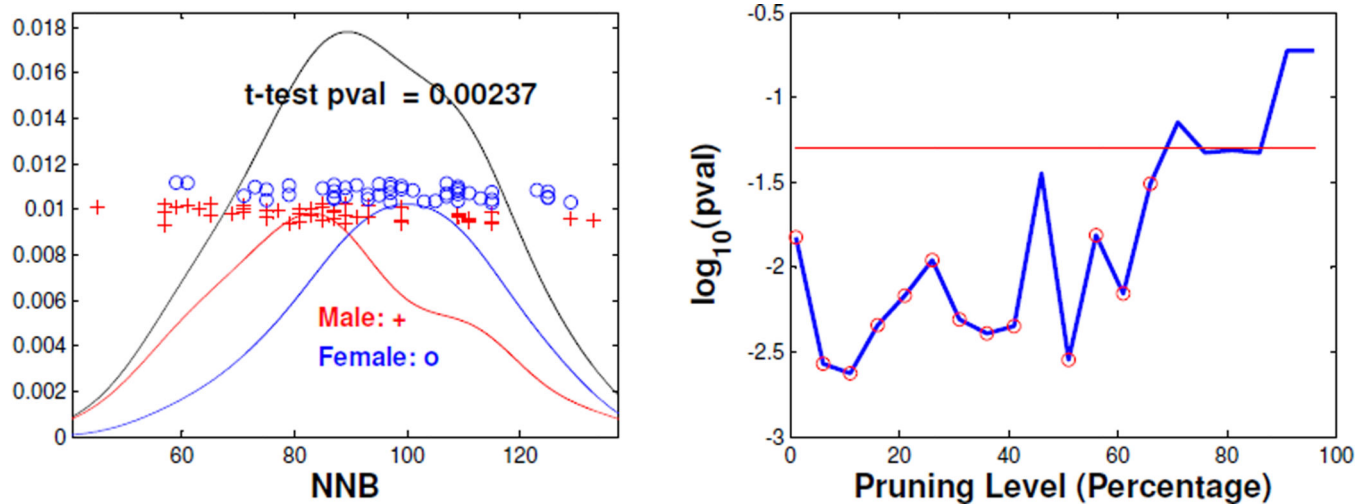 0.018
0.016
0.014
0.012
0.01
0.008
0.006
0.004
0.002
0
t-test pval = 0.00237
Male: +
Female: o
60 80 100 120
NNB
-0.5
-1
-1.5
-2
-2.5
-3
log10(pval)
0 20 40 60 80 100
Pruning Level (Percentage)